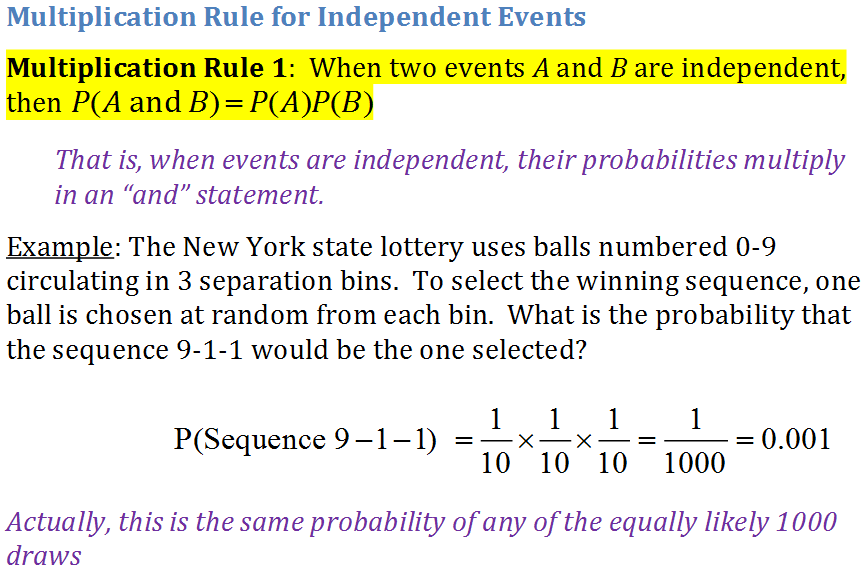 Multiplication Rule for Independent Events
Multiplication Rule 1:  When two events A and B are independent,
then P(A and B) = P(A)P(B)
That is, when events are independent, their probabilities multiply
in an “and” statement.
Example: The New York state lottery uses balls numbered 0-9
circulating in 3 separation bins.  To select the winning sequence, one
ball is chosen at random from each bin.  What is the probability that
the sequence 9-1-1 would be the one selected?
P(Sequence 9−1−1) = 1/10 × 1/10 × 1/10 = 1/1000 = 0.001
Actually, this is the same probability of any of the equally likely 1000
draws